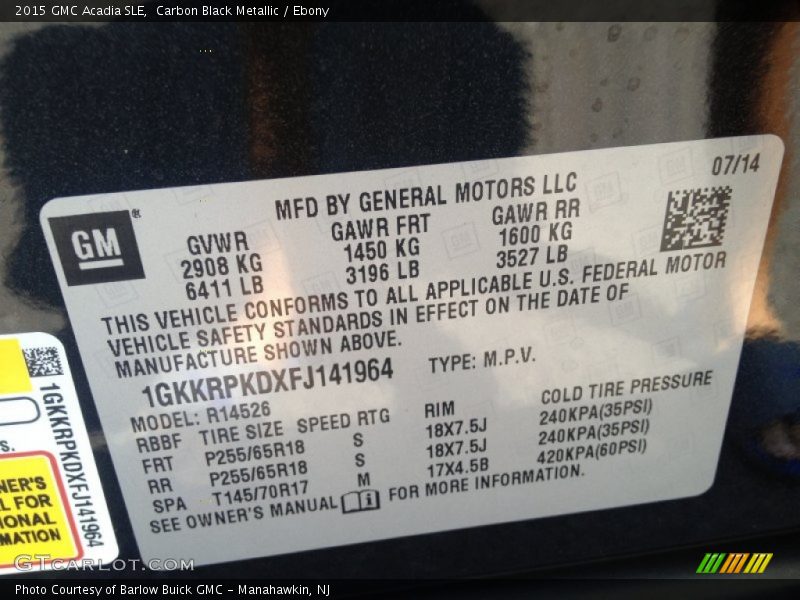 2015 GMC Acadia SLE,  Carbon Black Metallic / Ebony
07/14
MFD BY GENERAL MOTORS LLC
GM
GVWR GAWR FRT GAWR RR
2908 KG 1450 KG 1600 KG
6411 LB 3196 LB 3527 LB
THIS VEHICLE CONFORMS TO ALL APPLICABLE U.S. FEDERAL MOTOR
VEHICLE SAFETY STANDARDS IN EFFECT ON THE DATE OF
MANUFACTURE SHOWN ABOVE.
1GKKRPKDXFJ141964 TYPE: M.P.V.
MODEL: R14526
RBBF TIRE SIZE SPEED RTG RIM COLD TIRE PRESSURE
FRT P255/65R18 S 18X7.5J 240KPA(35PSI)
RR P255/65R18 S 18X7.5J 240KPA(35PSI)
SPA T145/70R17 M 17X4.5B 420KPA(60PSI)
SEE OWNER'S MANUAL i FOR MORE INFORMATION.
1GKKRPKDXFJ141964
S.
NER'S
L FOR
IONAL
MATION
GTcarlot.com
Photo Courtesy of Barlow Buick GMC - Manahawkin, NJ